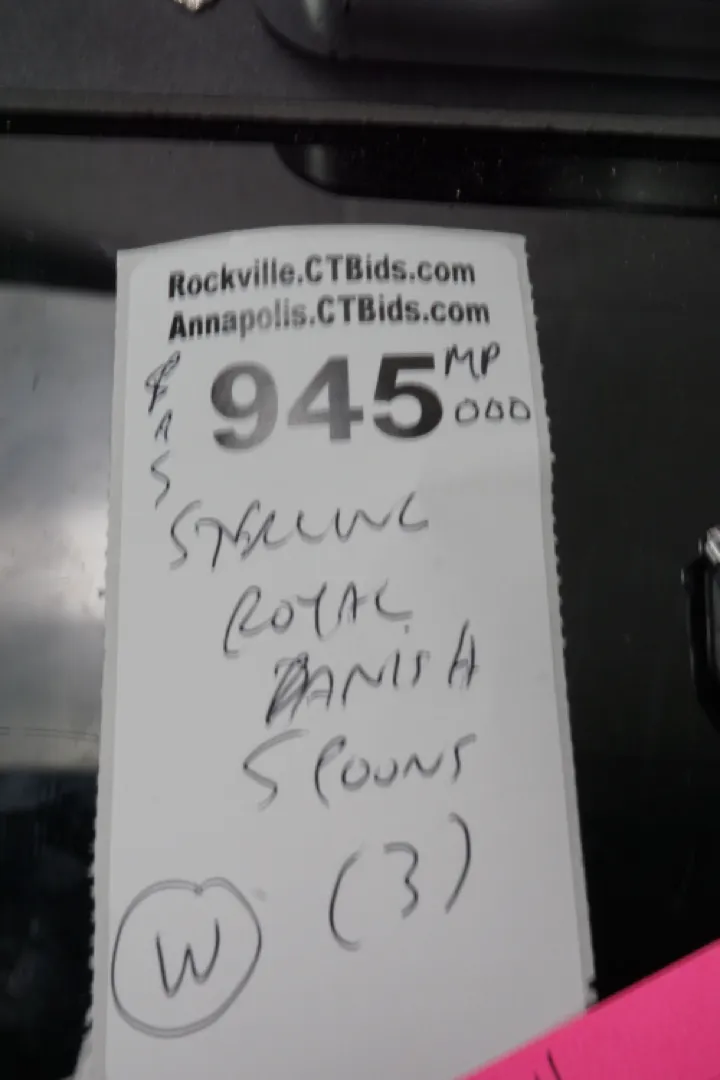 Rockville.CTBids.com
Annapolis.CTBids.com
945 MP
000
A
S
STERLING
ROYAL
DANISH
SPOONS
(3)
W